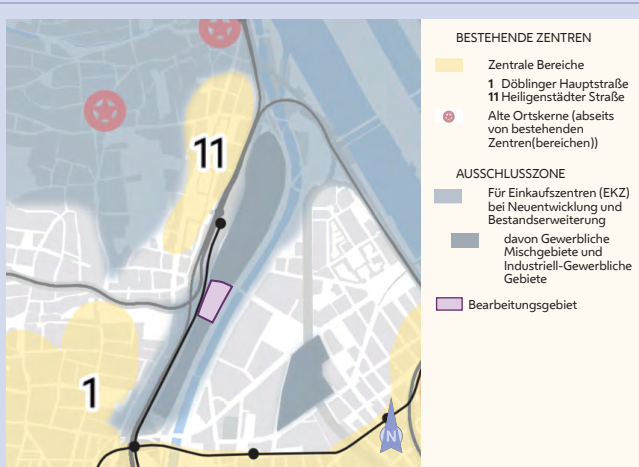 11
1
N
BESTEHENDE ZENTREN
Zentrale Bereiche
1 Döblinger Hauptstraße
11 Heiligenstädter Straße
Alte Ortskerne (abseits
von bestehenden
Zentren(bereichen))
AUSSCHLUSSZONE
Für Einkaufszentren (EKZ)
bei Neuentwicklung und
Bestandserweiterung
davon Gewerbliche
Mischgebiete und
Industriell-Gewerbliche
Gebiete
Bearbeitungsgebiet